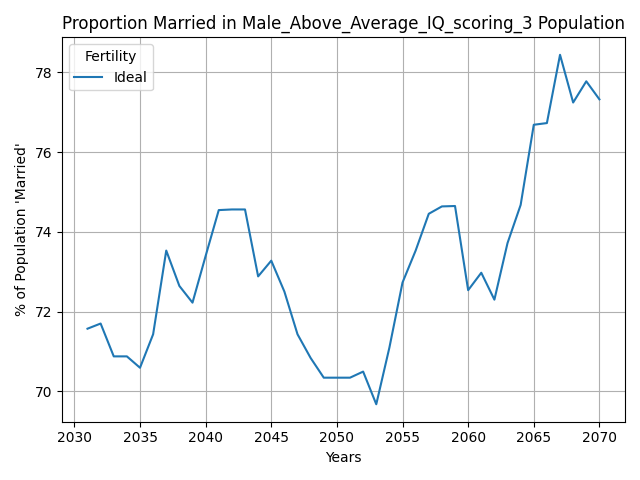 Proportion Married in Male_Above_Average_IQ_scoring_3 Population
Fertility
Ideal
% of Population 'Married'
78
76
74
72
70
2030 2035 2040 2045 2050 2055 2060 2065 2070
Years